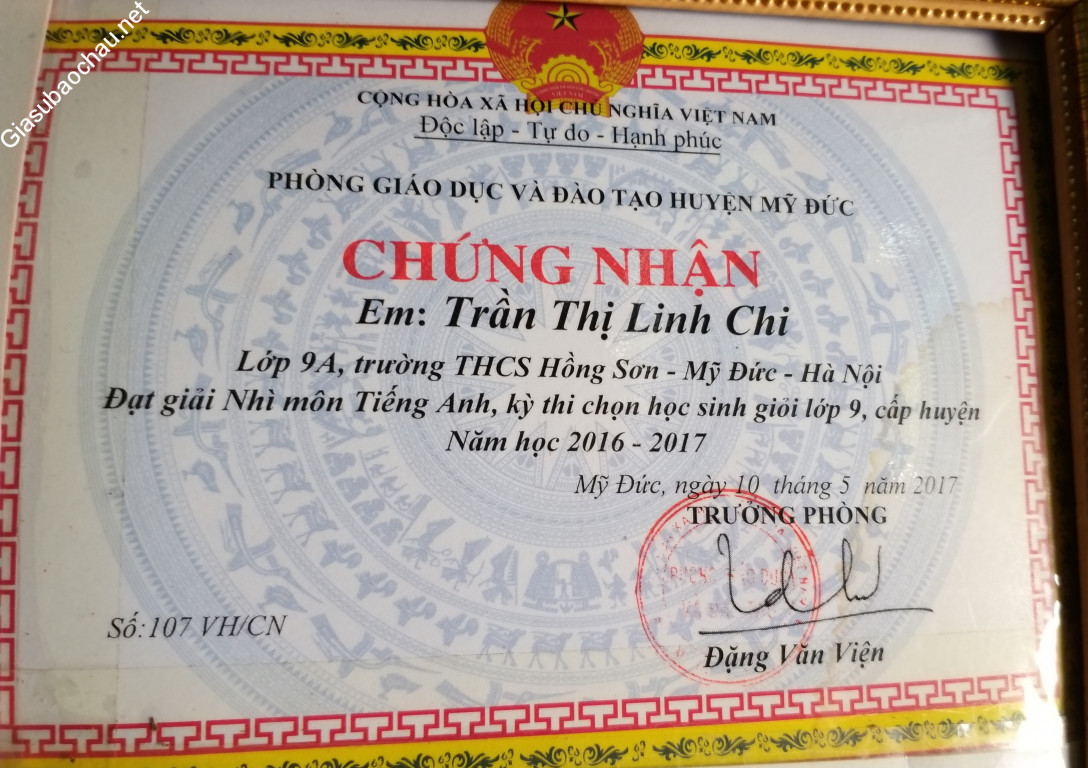 Giasubaochau.net
CỘNG HÒA XÃ HỘI CHỦ NGHĨA VIỆT NAM
Độc lập - Tự do - Hạnh phúc
PHÒNG GIÁO DỤC VÀ ĐÀO TẠO HUYỆN MỸ ĐỨC
CHỨNG NHẬN
Em: Trần Thị Linh Chi
Lớp 9A, trường THCS Hồng Sơn - Mỹ Đức - Hà Nội
Đạt giải Nhì môn Tiếng Anh, kỳ thi chọn học sinh giỏi lớp 9, cấp huyện
Năm học 2016 - 2017
Mỹ Đức, ngày 10 tháng 5 năm 2017
TRƯỞNG PHÒNG
Số: 107 VH/CN
Đặng Văn Viện